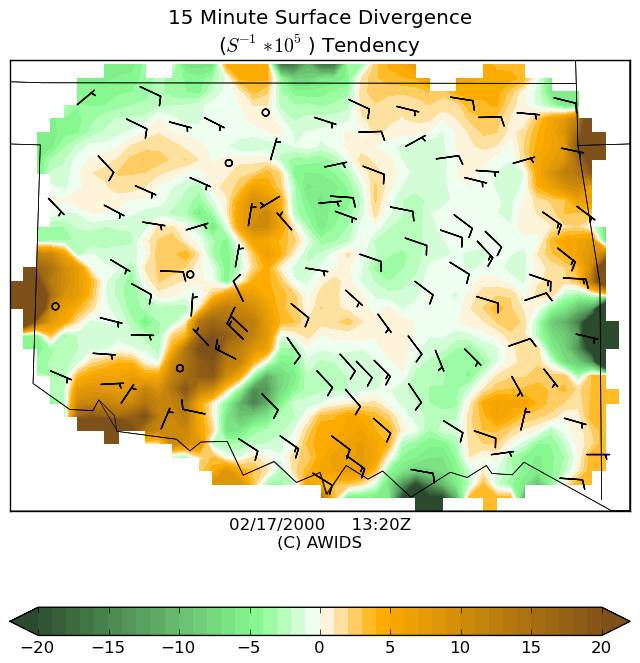 15 Minute Surface Divergence
(S⁻¹ * 10⁵ ) Tendency
02/17/2000 13:20Z
(C) AWIDS
−20 −15 −10 −5 0 5 10 15 20